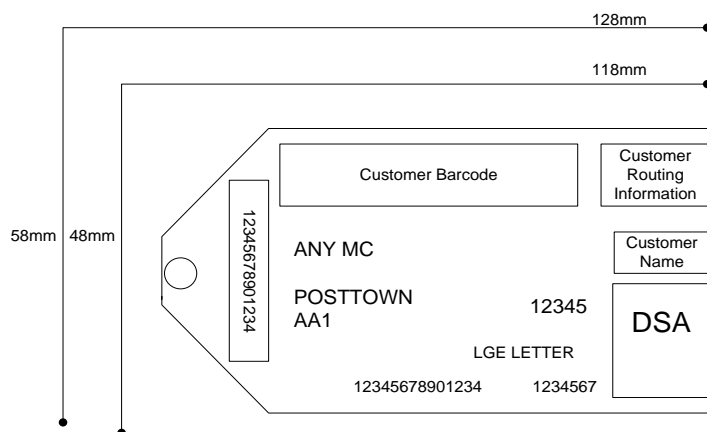 128mm
118mm
Customer Barcode
Customer
Routing
Information
58mm
48mm
12345678901234
ANY MC
Customer
Name
POSTTOWN
AA1
12345
DSA
LGE LETTER
12345678901234
1234567